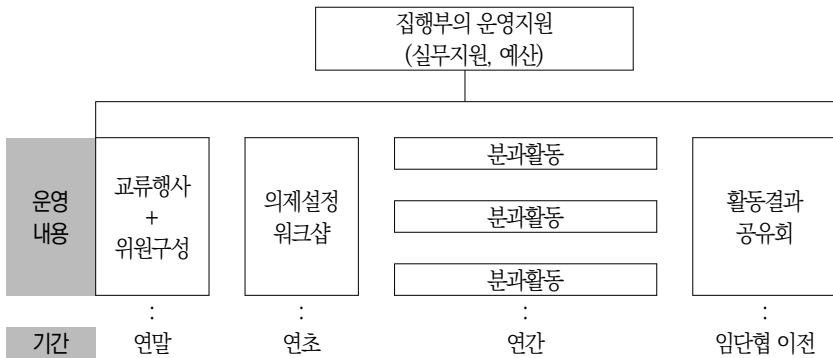 집행부의 운영지원
(실무지원, 예산)
운영
내용
교류행사
+
위원구성
의제설정
워크샵
분과활동
분과활동
분과활동
활동결과
공유회
:
:
:
:
기간
연말
연초
연간
임단협 이전